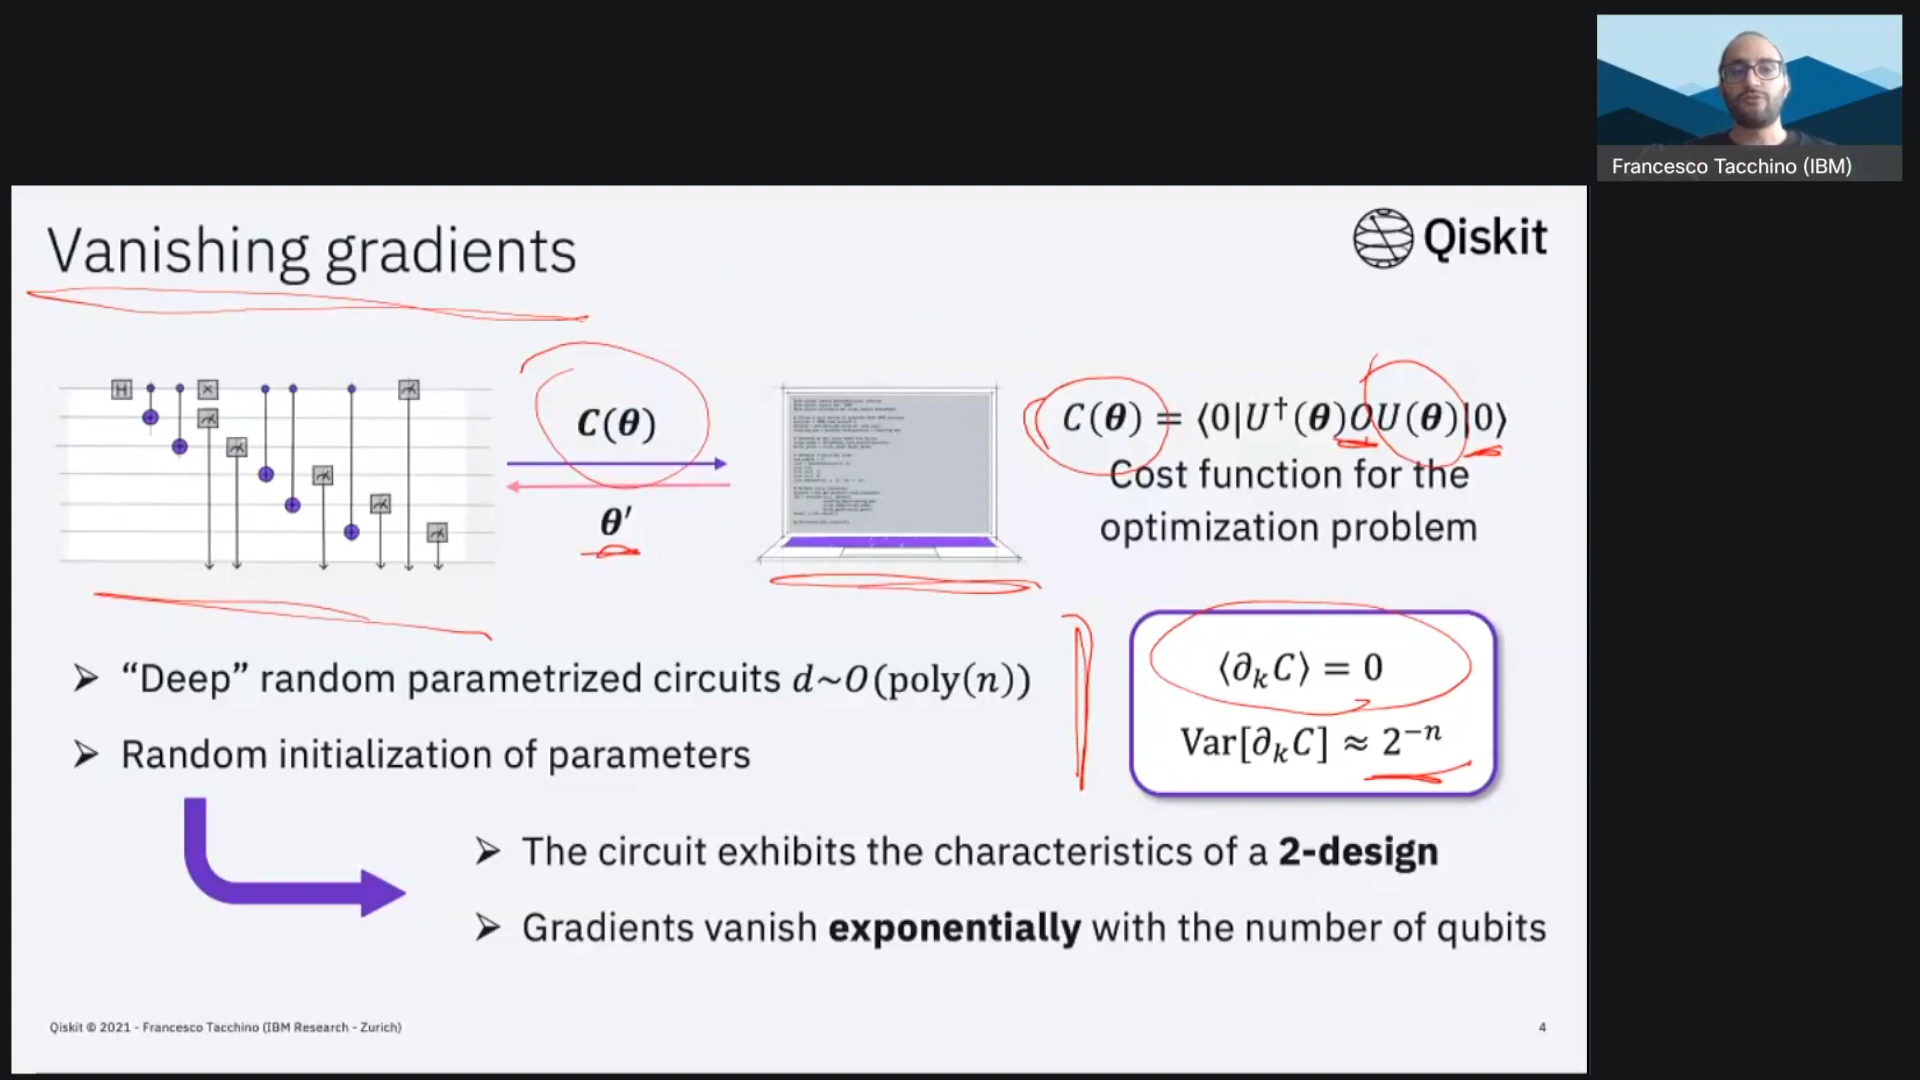 Francesco Tacchino (IBM)
Vanishing gradients
Qiskit
H
X
C(θ)
θ′
C(θ) = ⟨0|U†(θ)OU(θ)|0⟩
Cost function for the
optimization problem
➢ “Deep” random parametrized circuits d~O(poly(n))
➢ Random initialization of parameters
⟨∂ₖC⟩ = 0
Var[∂ₖC] ≈ 2⁻ⁿ
➢ The circuit exhibits the characteristics of a 2-design
➢ Gradients vanish exponentially with the number of qubits
Qiskit © 2021 - Francesco Tacchino (IBM Research - Zurich)
4